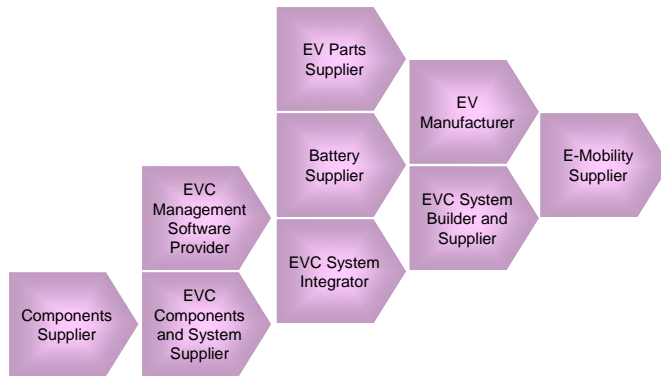 EV Parts
Supplier
EV
Manufacturer
Battery
Supplier
E-Mobility
Supplier
EVC
Management
Software
Provider
EVC System
Builder and
Supplier
EVC System
Integrator
Components
Supplier
EVC
Components
and System
Supplier